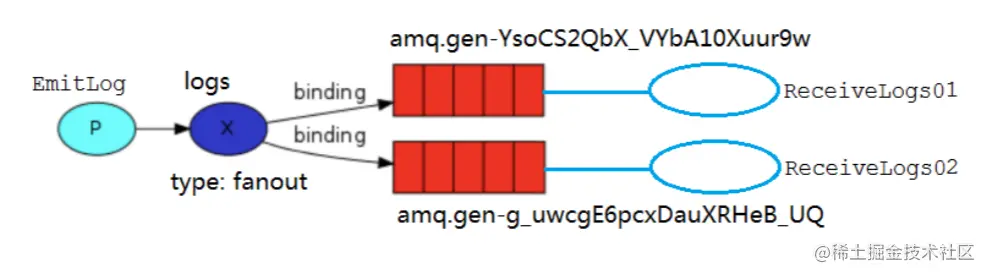 amq.gen-YsoCS2QbX_VYbA10Xuur9w
EmitLog
logs
binding
ReceiveLogs01
P
X
binding
ReceiveLogs02
type: fanout
amq.gen-g_uwcgE6pcxDauXRHeB_UQ
@稀土掘金技术社区